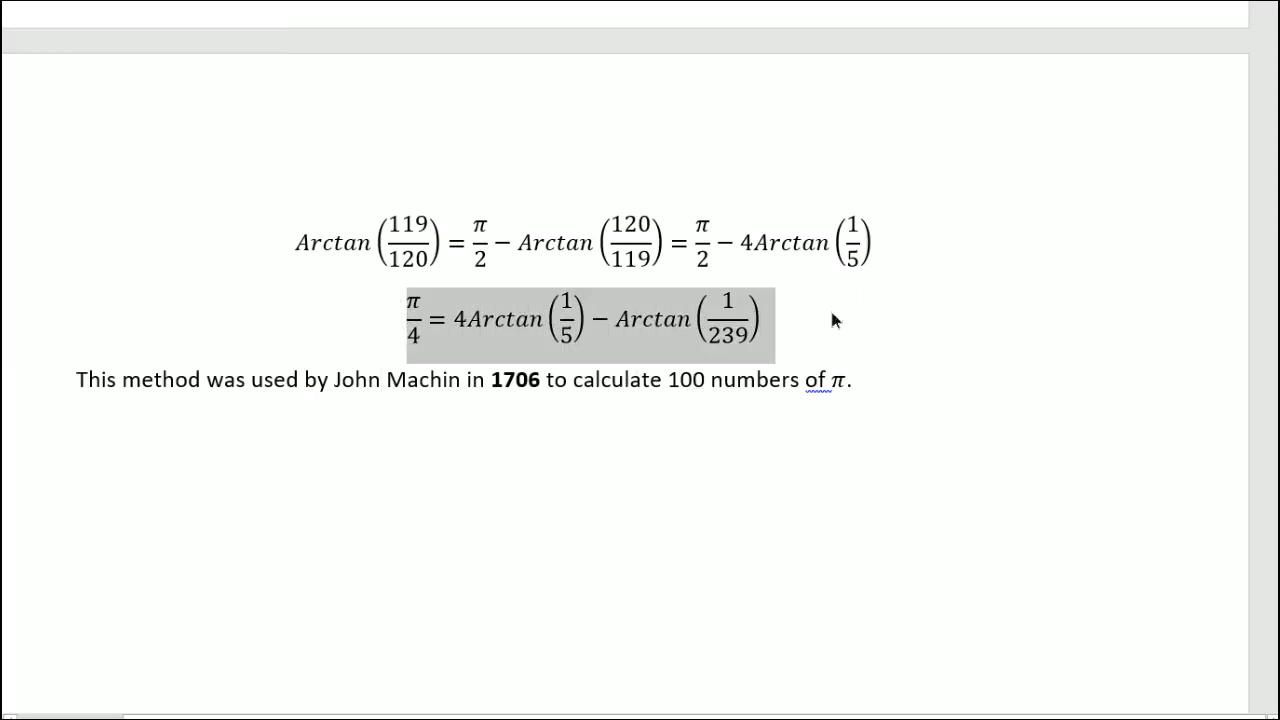 Arctan (119/120) = π/2 − Arctan (120/119) = π/2 − 4Arctan (1/5)
π/4 = 4Arctan (1/5) − Arctan (1/239)
This method was used by John Machin in 1706 to calculate 100 numbers of π.